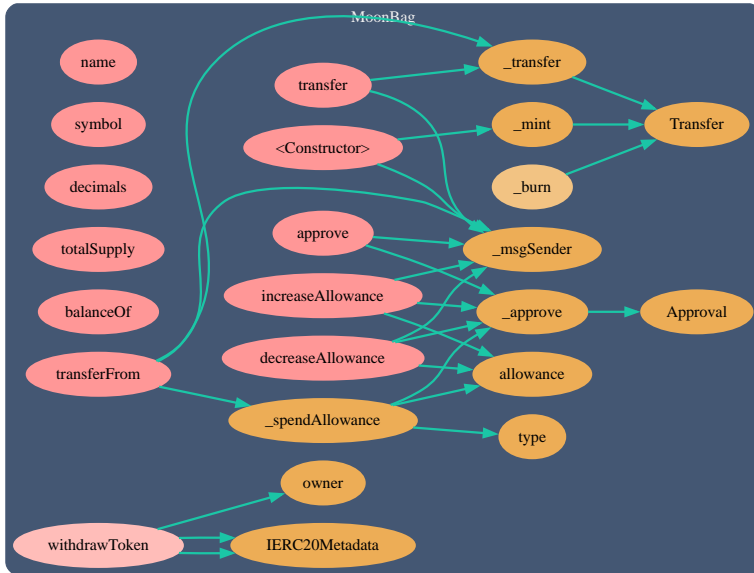 MoonBag
name
symbol
decimals
totalSupply
balanceOf
transferFrom
withdrawToken
transfer
<Constructor>
approve
increaseAllowance
decreaseAllowance
_spendAllowance
owner
IERC20Metadata
_transfer
_mint
_burn
_msgSender
_approve
allowance
type
Transfer
Approval